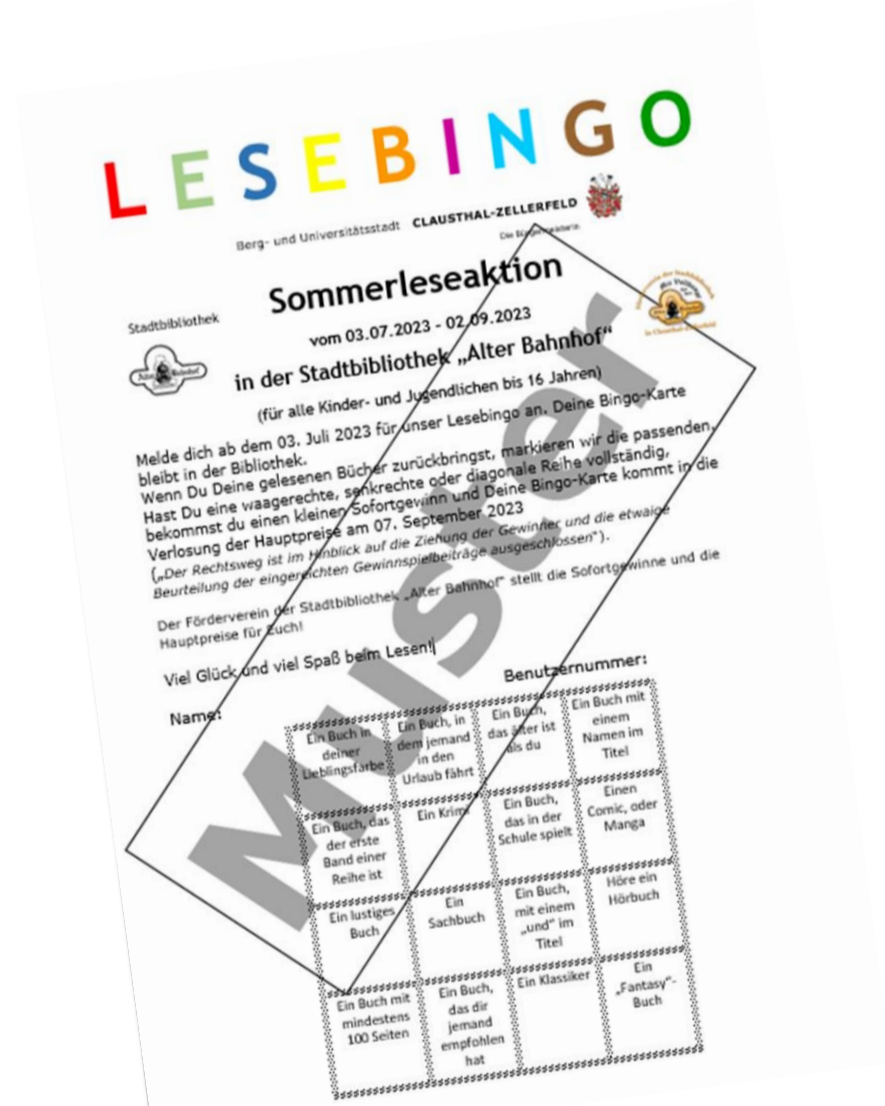 LESEBINGO
Berg- und Universitätsstadt CLAUSTHAL-ZELLERFELD
Die Bürgermeisterin
Sommerleseaktion
Stadtbibliothek
vom 03.07.2023 - 02.09.2023
in der Stadtbibliothek „Alter Bahnhof“
(für alle Kinder- und Jugendlichen bis 16 Jahren)
Melde dich ab dem 03. Juli 2023 für unser Lesebingo an. Deine Bingo-Karte
bleibt in der Bibliothek.
Wenn Du Deine gelesenen Bücher zurückbringst, markieren wir die passenden.
Hast Du eine waagerechte, senkrechte oder diagonale Reihe vollständig,
bekommst du einen kleinen Sofortgewinn und Deine Bingo-Karte kommt in die
Verlosung der Hauptpreise am 07. September 2023
(„Der Rechtsweg ist im Hinblick auf die Ziehung der Gewinner und die etwaige
Beurteilung der eingereichten Gewinnspielbeiträge ausgeschlossen“).
Der Förderverein der Stadtbibliothek „Alter Bahnhof“ stellt die Sofortgewinne und die
Hauptpreise für Euch!
Viel Glück und viel Spaß beim Lesen!
Name:
Benutzernummer:
Ein Buch in
deiner
Lieblingsfarbe
Ein Buch, in
dem jemand
in den
Urlaub fährt
Ein Buch,
das älter ist
als du
Ein Buch mit
einem
Namen im
Titel
Ein Buch, das
der erste
Band einer
Reihe ist
Ein Krimi
Ein Buch,
das in der
Schule spielt
Einen
Comic, oder
Manga
Ein lustiges
Buch
Ein
Sachbuch
Ein Buch,
mit einem
„und“ im
Titel
Höre ein
Hörbuch
Ein Buch mit
mindestens
100 Seiten
Ein Buch,
das dir
jemand
empfohlen
hat
Ein Klassiker
Ein
„Fantasy“-
Buch
Muster